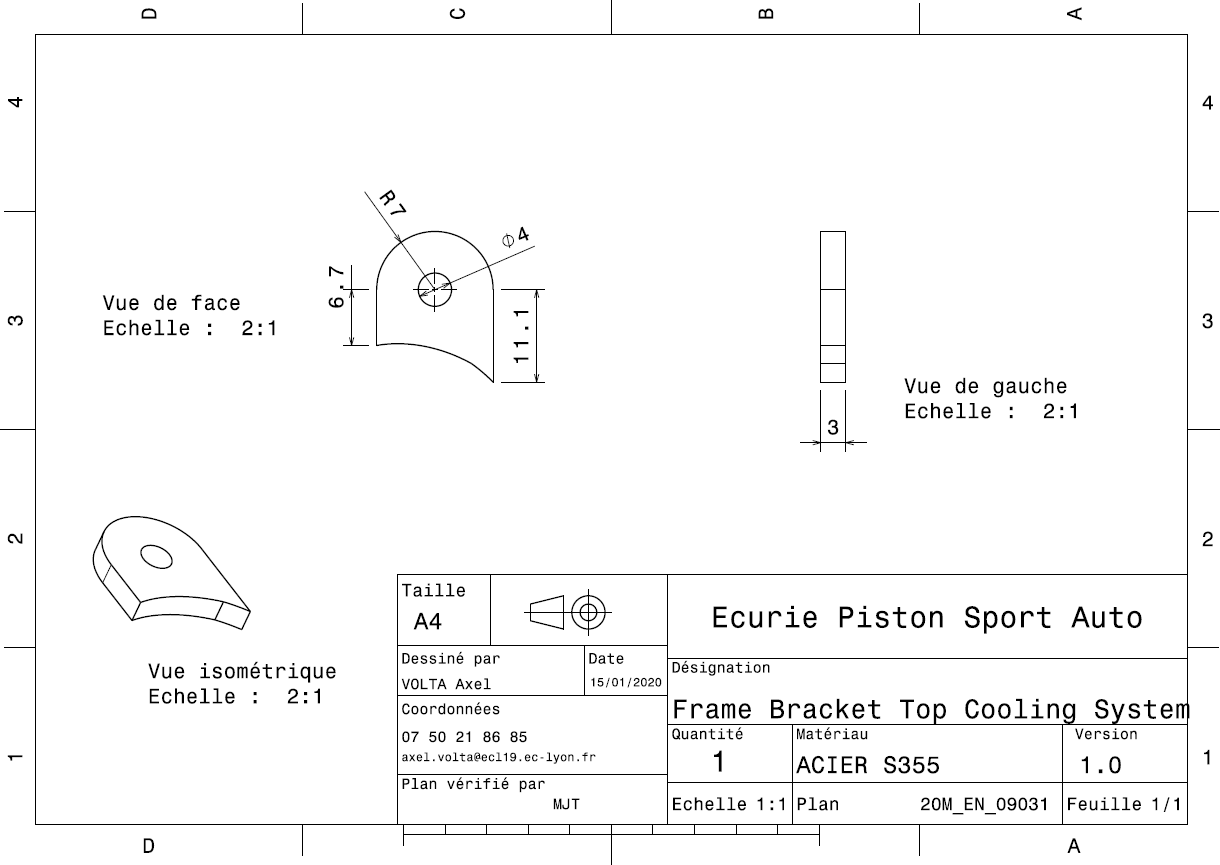 D C B A
4 4
3 3
2 2
1 1
R7
∅4
6.7
11.1
Vue de face
Echelle : 2:1
Vue de gauche
Echelle : 2:1
3
Vue isométrique
Echelle : 2:1
Taille
A4
Ecurie Piston Sport Auto
Dessiné par
VOLTA Axel
Date
15/01/2020
Désignation
Frame Bracket Top Cooling System
Coordonnées
07 50 21 86 85
axel.volta@ecl19.ec-lyon.fr
Quantité
1
Matériau
ACIER S355
Version
1.0
Plan vérifié par
MJT
Echelle 1:1
Plan 20M_EN_09031
Feuille 1/1
D A